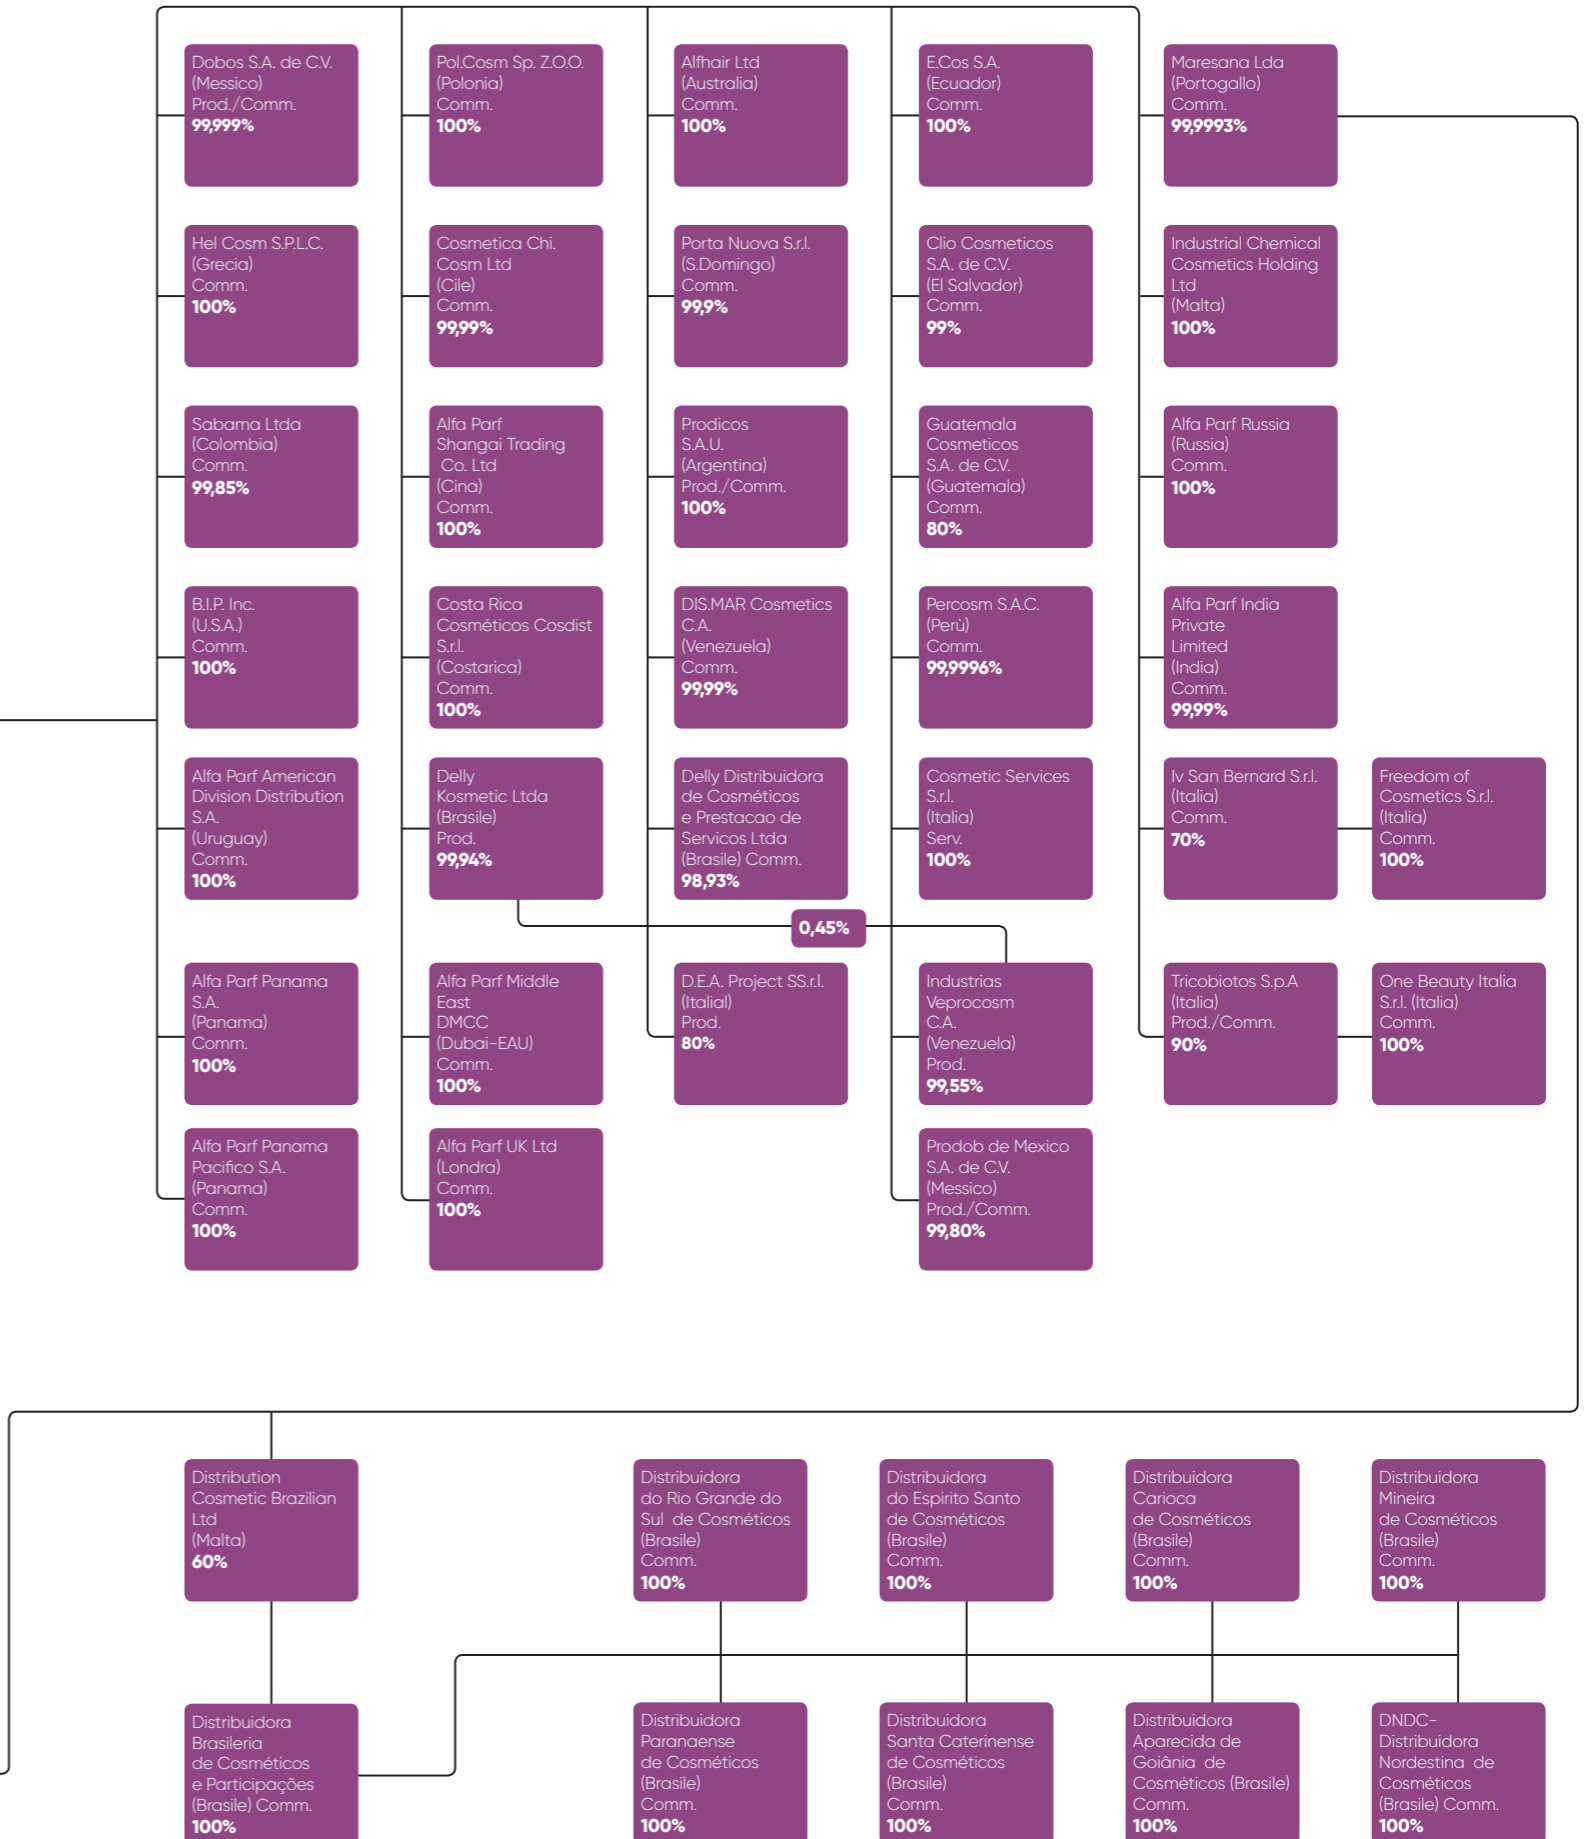 Dobos S.A. de C.V.
(Messico)
Prod./Comm.
99,999%
Pol.Cosm Sp. Z.O.O.
(Polonia)
Comm.
100%
Alfhair Ltd
(Australia)
Comm.
100%
E.Cos S.A.
(Ecuador)
Comm.
100%
Maresana Lda
(Portogallo)
Comm.
99,9993%
Hel Cosm S.P.L.C.
(Grecia)
Comm.
100%
Cosmetica Chi.
Cosm Ltd
(Cile)
Comm.
99,99%
Porta Nuova S.r.l.
(S.Domingo)
Comm.
99,9%
Clio Cosmeticos
S.A. de C.V.
(El Salvador)
Comm.
99%
Industrial Chemical
Cosmetics Holding
Ltd
(Malta)
100%
Sabama Ltda
(Colombia)
Comm.
99,85%
Alfa Parf
Shangai Trading
Co. Ltd
(Cina)
Comm.
100%
Prodicos
S.A.U.
(Argentina)
Prod./Comm.
100%
Guatemala
Cosmeticos
S.A. de C.V.
(Guatemala)
Comm.
80%
Alfa Parf Russia
(Russia)
Comm.
100%
B.I.P. Inc.
(U.S.A.)
Comm.
100%
Costa Rica
Cosméticos Cosdist
S.r.l.
(Costarica)
Comm.
100%
DIS.MAR Cosmetics
C.A.
(Venezuela)
Comm.
99,99%
Percosm S.A.C.
(Perù)
Comm.
99,9996%
Alfa Parf India
Private
Limited
(India)
Comm.
99,99%
Alfa Parf American
Division Distribution
S.A.
(Uruguay)
Comm.
100%
Delly
Kosmetic Ltda
(Brasile)
Prod.
99,94%
Delly Distribuidora
de Cosméticos
e Prestacao de
Servicos Ltda
(Brasile) Comm.
98,93%
Cosmetic Services
S.r.l.
(Italia)
Serv.
100%
Iv San Bernard S.r.l.
(Italia)
Comm.
70%
Freedom of
Cosmetics S.r.l.
(Italia)
Comm.
100%
0,45%
Alfa Parf Panama
S.A.
(Panama)
Comm.
100%
Alfa Parf Middle
East
DMCC
(Dubai-EAU)
Comm.
100%
D.E.A. Project SS.r.l.
(Italial)
Prod.
80%
Industrias
Veprocosm
C.A.
(Venezuela)
Prod.
99,55%
Tricobiotos S.p.A
(Italia)
Prod./Comm.
90%
One Beauty Italia
S.r.l. (Italia)
Comm.
100%
Alfa Parf Panama
Pacifico S.A.
(Panama)
Comm.
100%
Alfa Parf UK Ltd
(Londra)
Comm.
100%
Prodob de Mexico
S.A. de C.V.
(Messico)
Prod./Comm.
99,80%
Distribution
Cosmetic Brazilian
Ltd
(Malta)
60%
Distribuidora
do Rio Grande do
Sul de Cosméticos
(Brasile)
Comm.
100%
Distribuidora
do Espirito Santo
de Cosméticos
(Brasile)
Comm.
100%
Distribuidora
Carioca
de Cosméticos
(Brasile)
Comm.
100%
Distribuidora
Mineira
de Cosméticos
(Brasile)
Comm.
100%
Distribuidora
Brasileria
de Cosméticos
e Participações
(Brasile) Comm.
100%
Distribuidora
Paranaense
de Cosméticos
(Brasile)
Comm.
100%
Distribuidora
Santa Caterinense
de Cosméticos
(Brasile)
Comm.
100%
Distribuidora
Aparecida de
Goiânia de
Cosméticos (Brasile)
Comm.
100%
DNDC-
Distribuidora
Nordestina de
Cosméticos
(Brasile) Comm.
100%